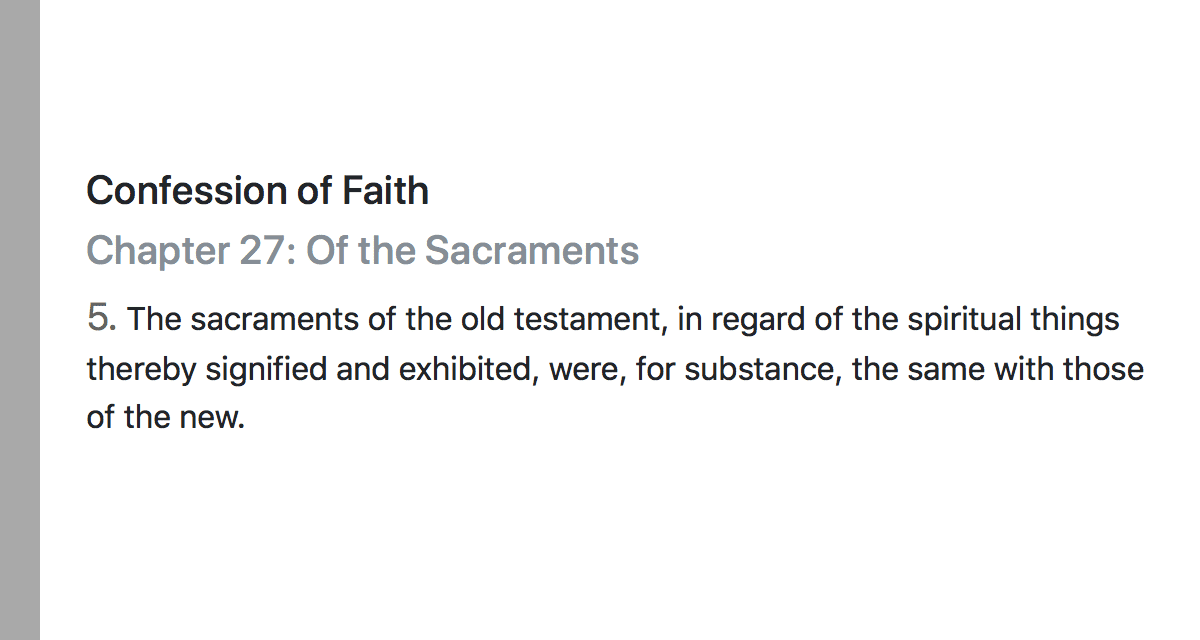 Confession of Faith
Chapter 27: Of the Sacraments
5. The sacraments of the old testament, in regard of the spiritual things
thereby signified and exhibited, were, for substance, the same with those
of the new.